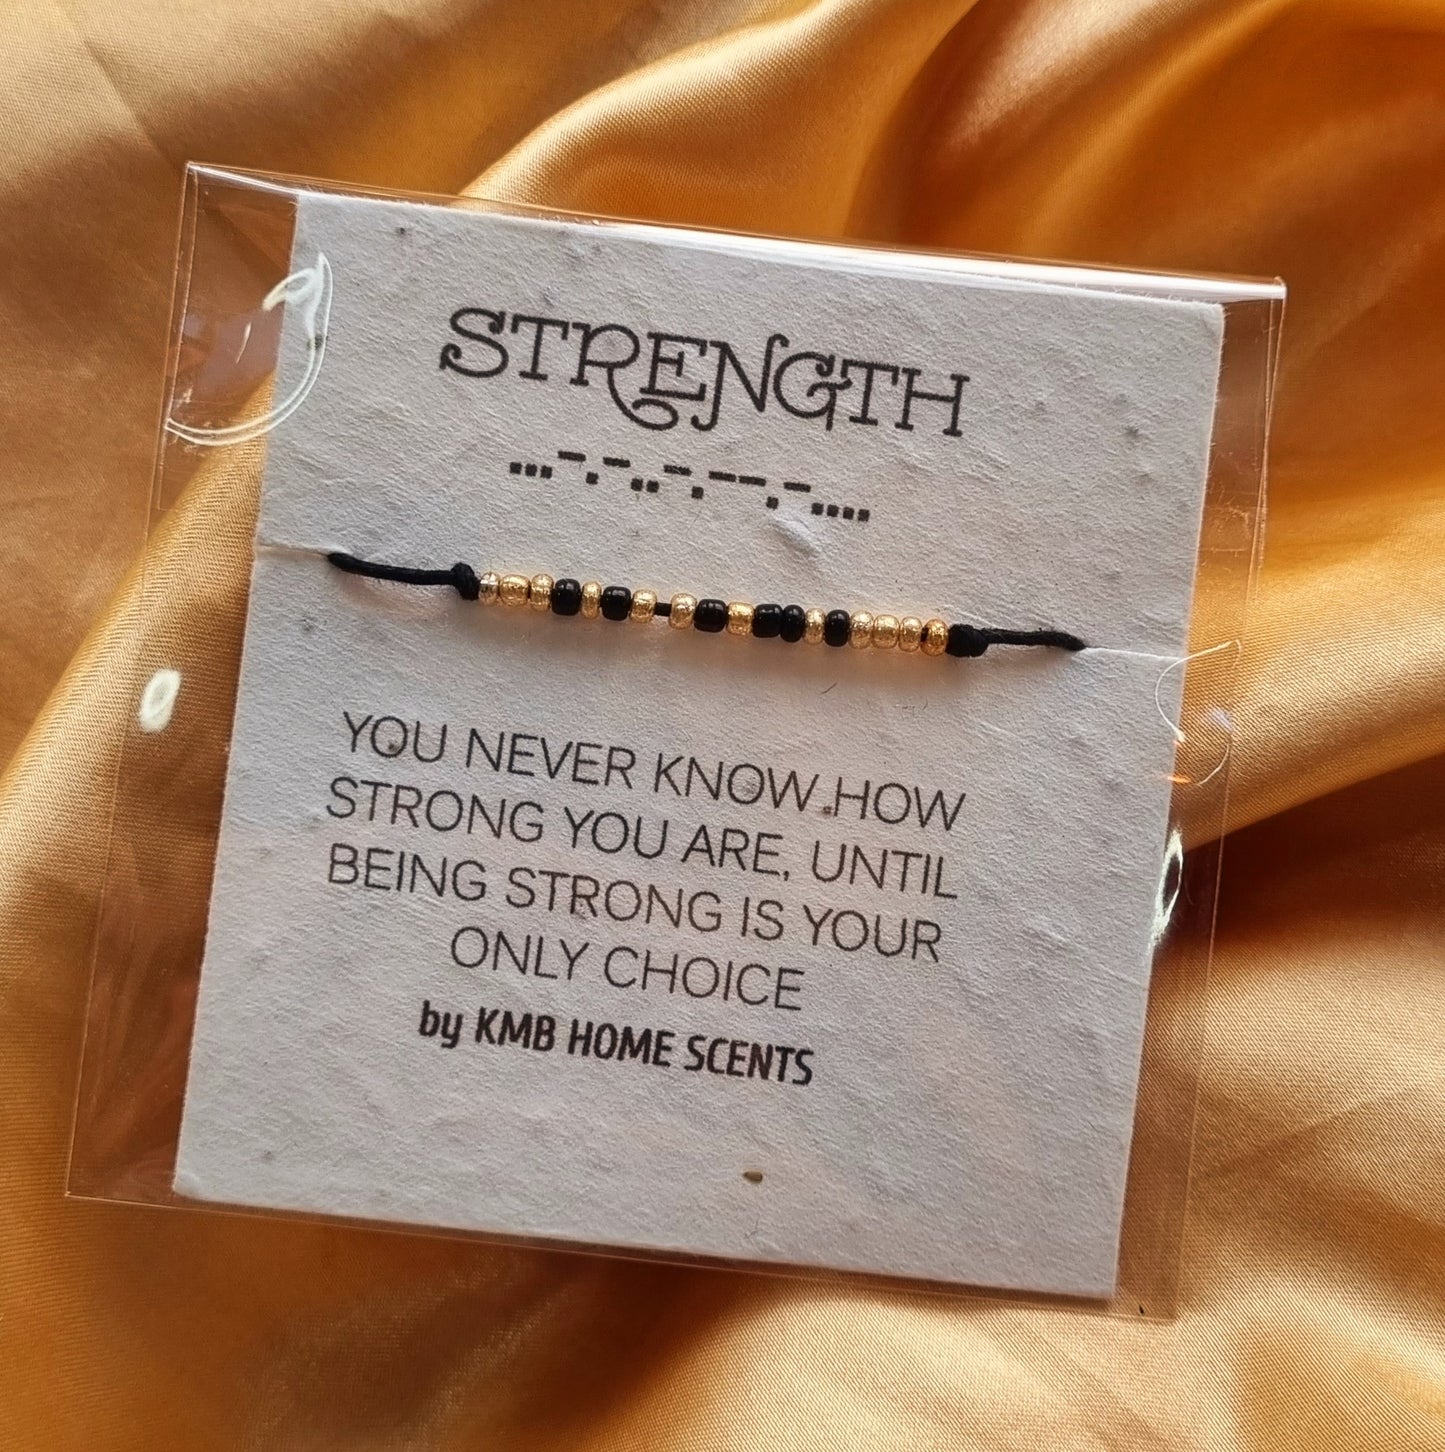 STRENGTH
...-.-..-.--.-....
YOU NEVER KNOW HOW
STRONG YOU ARE, UNTIL
BEING STRONG IS YOUR
ONLY CHOICE
by KMB HOME SCENTS